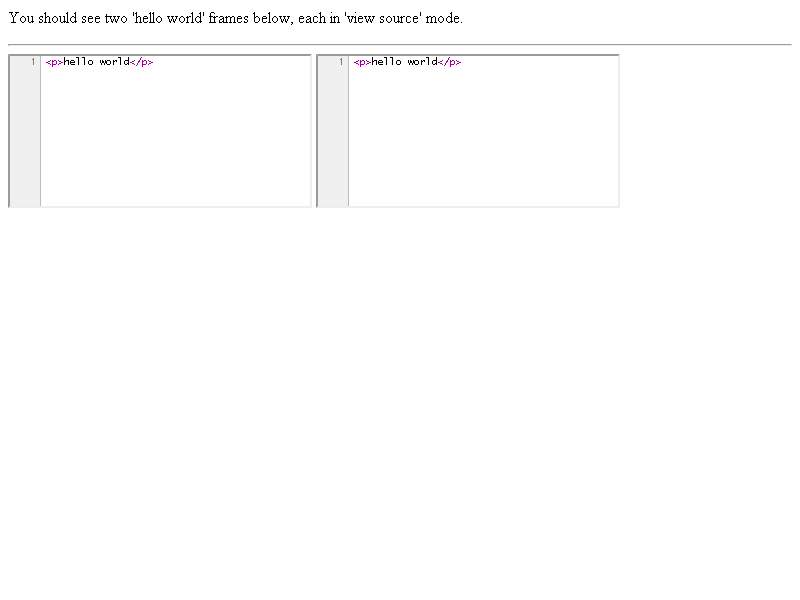 You should see two 'hello world' frames below, each in 'view source' mode.
1 <p>hello world</p>
1 <p>hello world</p>